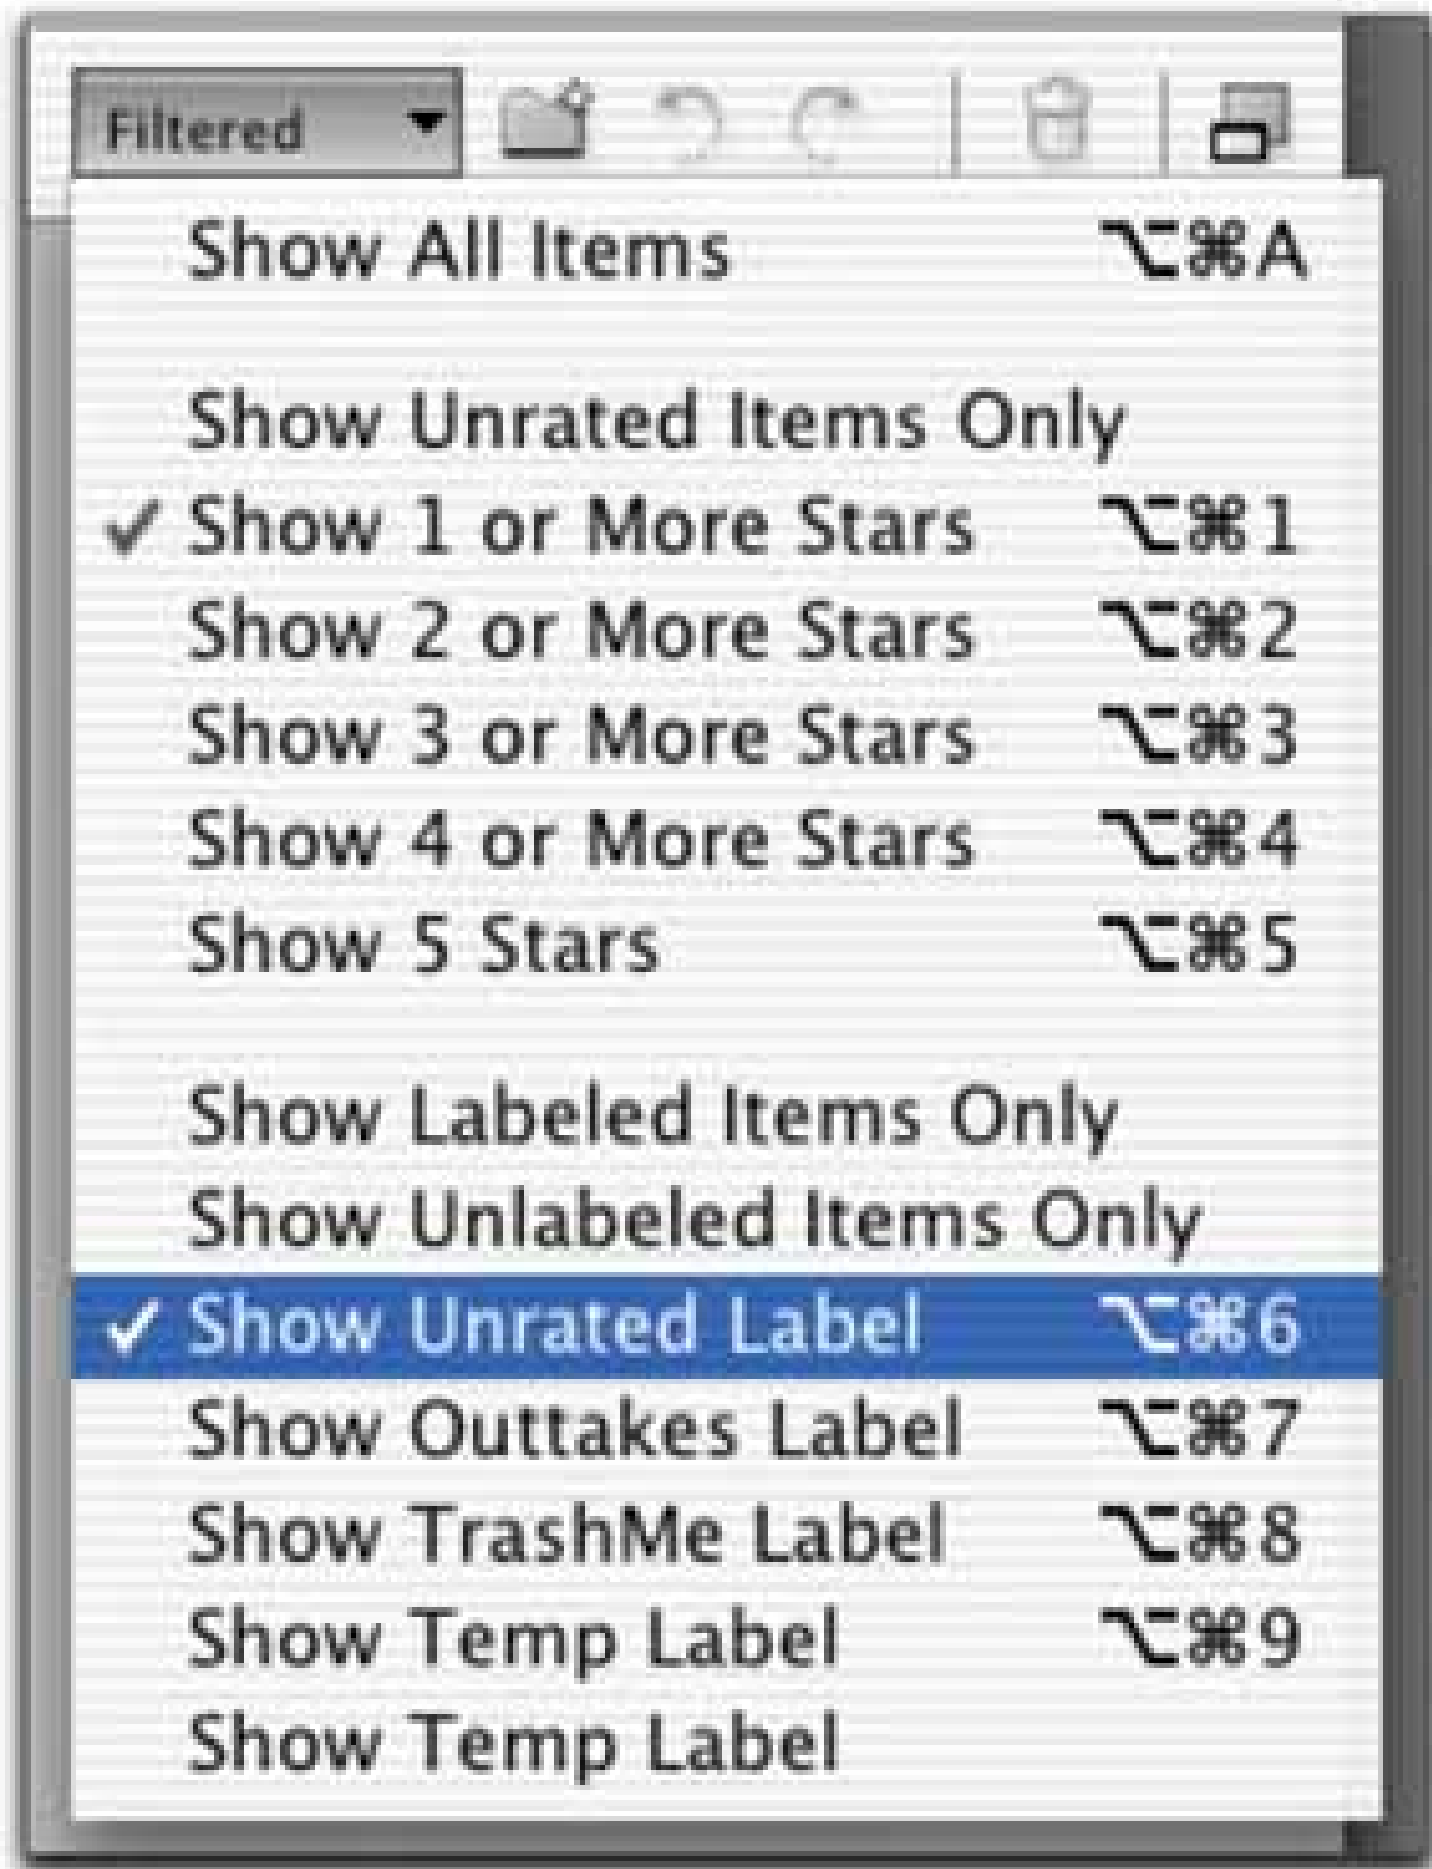 Filtered
Show All Items ⌥⌘A
Show Unrated Items Only
✓ Show 1 or More Stars ⌥⌘1
Show 2 or More Stars ⌥⌘2
Show 3 or More Stars ⌥⌘3
Show 4 or More Stars ⌥⌘4
Show 5 Stars ⌥⌘5
Show Labeled Items Only
Show Unlabeled Items Only
✓ Show Unrated Label ⌥⌘6
Show Outtakes Label ⌥⌘7
Show TrashMe Label ⌥⌘8
Show Temp Label ⌥⌘9
Show Temp Label